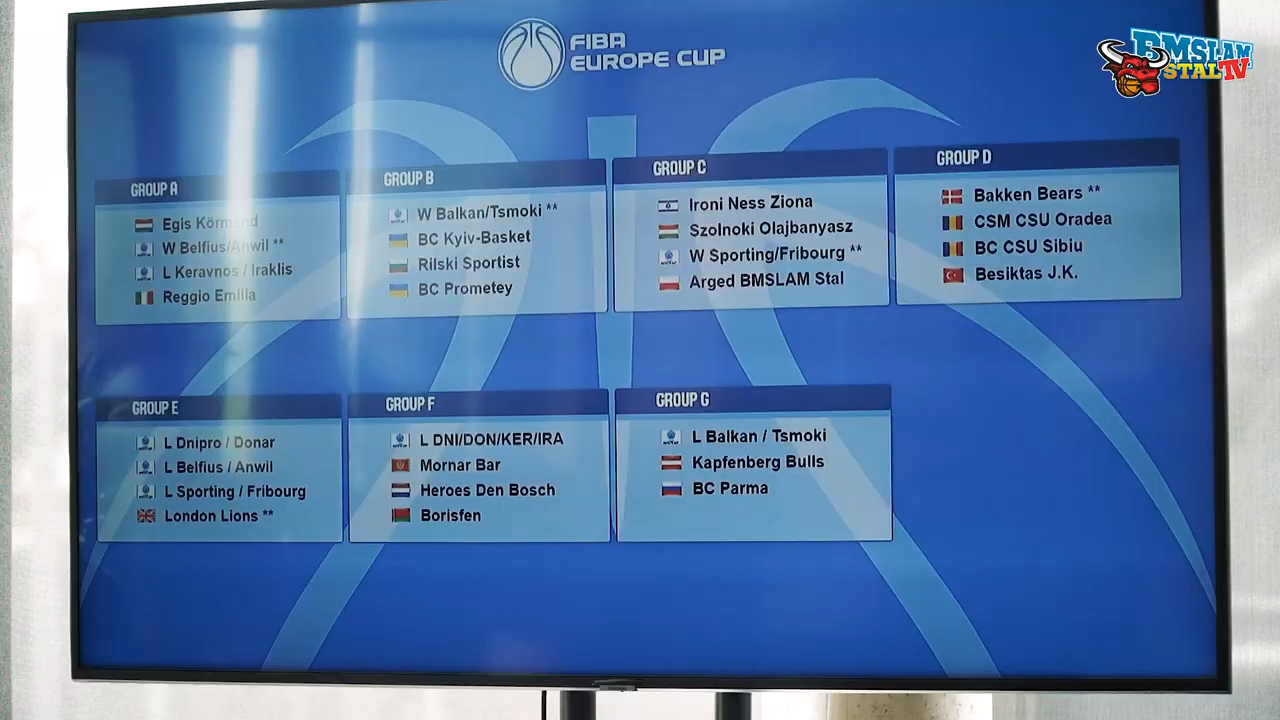 FIBA
EUROPE CUP
BMSLAM
STALTV
GROUP A
Egis Körmend
W Belfius/Anwil **
L Keravnos / Iraklis
Reggio Emilia
GROUP B
W Balkan/Tsmoki **
BC Kyiv-Basket
Rilski Sportist
BC Prometey
GROUP C
Ironi Ness Ziona
Szolnoki Olajbanyasz
W Sporting/Fribourg **
Arged BMSLAM Stal
GROUP D
Bakken Bears **
CSM CSU Oradea
BC CSU Sibiu
Besiktas J.K.
GROUP E
L Dnipro / Donar
L Belfius / Anwil
L Sporting / Fribourg
London Lions **
GROUP F
L DNI/DON/KER/IRA
Mornar Bar
Heroes Den Bosch
Borisfen
GROUP G
L Balkan / Tsmoki
Kapfenberg Bulls
BC Parma